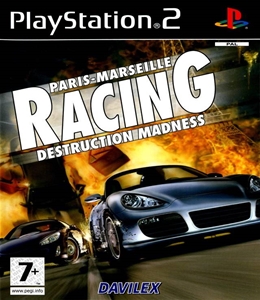 PlayStation®2
PAL
PARIS-MARSEILLE
RACING
DESTRUCTION MADNESS
7+
www.pegi.info
DAVILEX